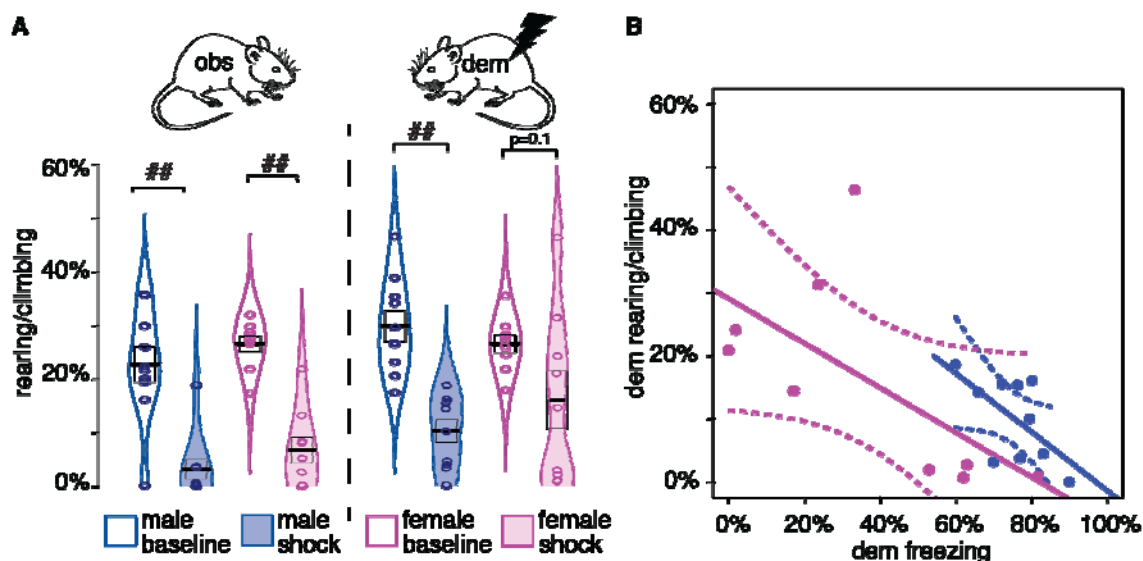 A
B
obs
dem
##
##
##
p=0.1
60%
40%
20%
0%
rearing/climbing
male
baseline
male
shock
female
baseline
female
shock
60%
40%
20%
0%
dem rearing/climbing
0%
20%
40%
60%
80%
100%
dem freezing